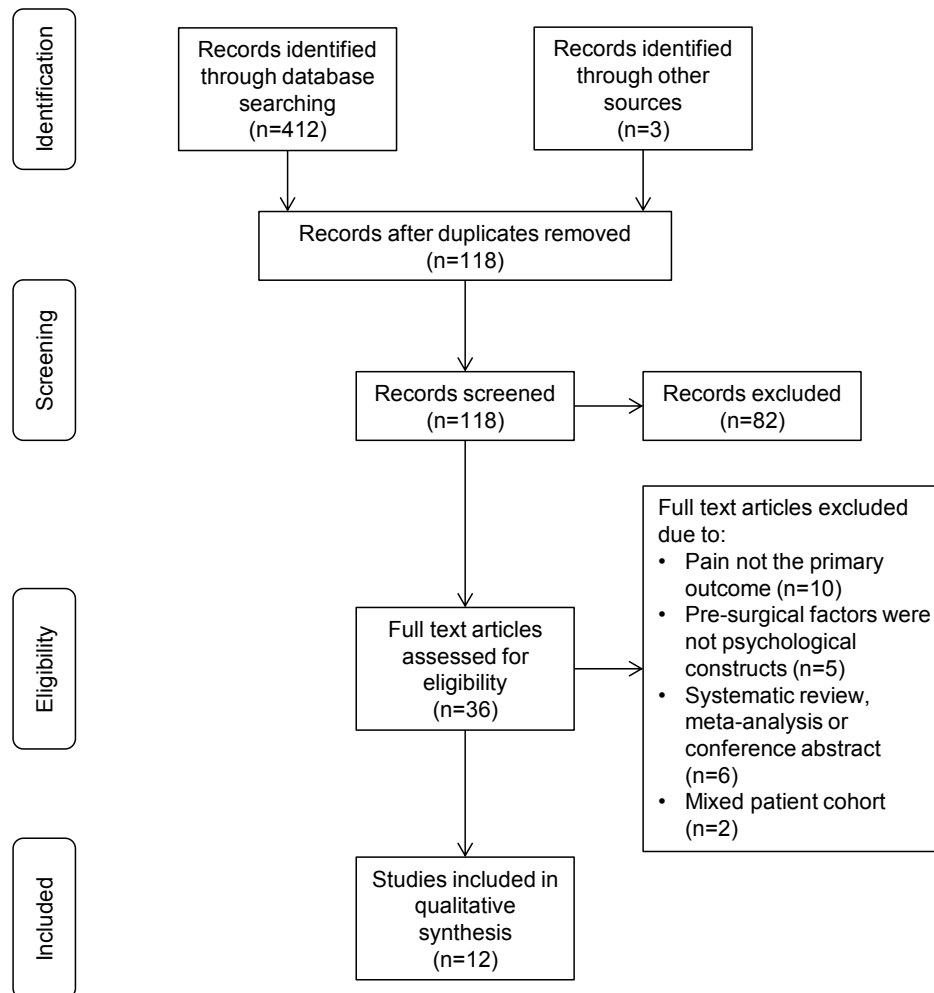 Identification
Records identified
through database
searching
(n=412)
Records identified
through other
sources
(n=3)
Records after duplicates removed
(n=118)
Screening
Records screened
(n=118)
Records excluded
(n=82)
Eligibility
Full text articles
assessed for
eligibility
(n=36)
Full text articles excluded
due to:
• Pain not the primary
outcome (n=10)
• Pre-surgical factors were
not psychological
constructs (n=5)
• Systematic review,
meta-analysis or
conference abstract
(n=6)
• Mixed patient cohort
(n=2)
Included
Studies included in
qualitative
synthesis
(n=12)